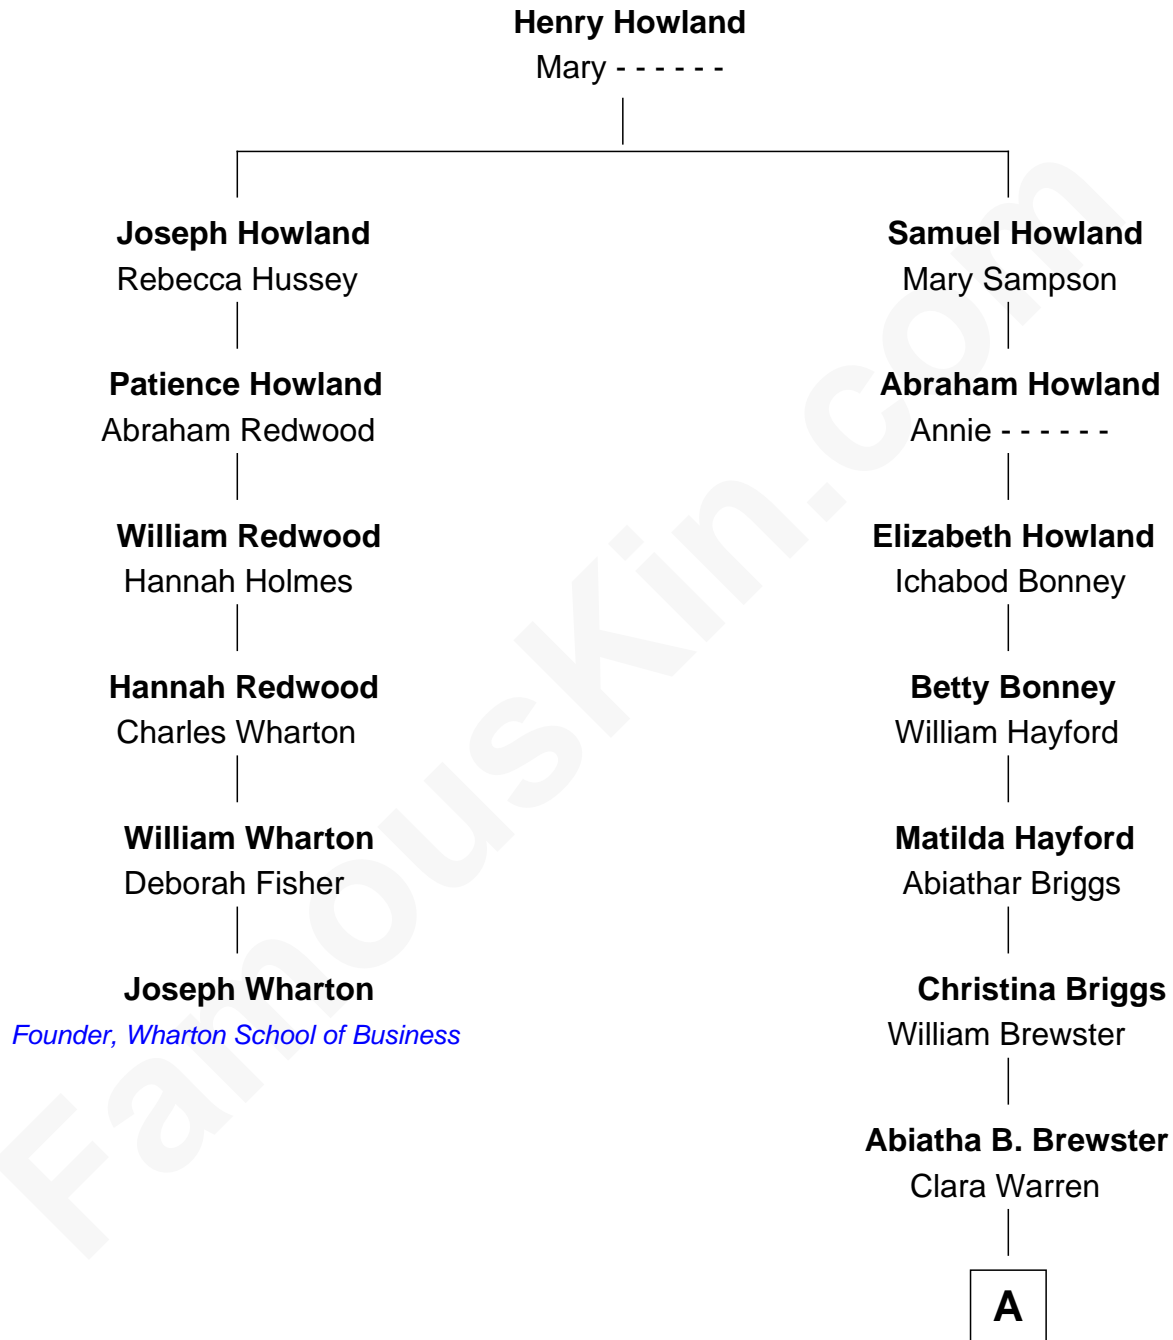 Henry Howland
Mary - - - - - -
Joseph Howland
Rebecca Hussey
Patience Howland
Abraham Redwood
William Redwood
Hannah Holmes
Hannah Redwood
Charles Wharton
William Wharton
Deborah Fisher
Joseph Wharton
Founder, Wharton School of Business
Samuel Howland
Mary Sampson
Abraham Howland
Annie - - - - - -
Elizabeth Howland
Ichabod Bonney
Betty Bonney
William Hayford
Matilda Hayford
Abiathar Briggs
Christina Briggs
William Brewster
Abiatha B. Brewster
Clara Warren
A
FamousKin.com